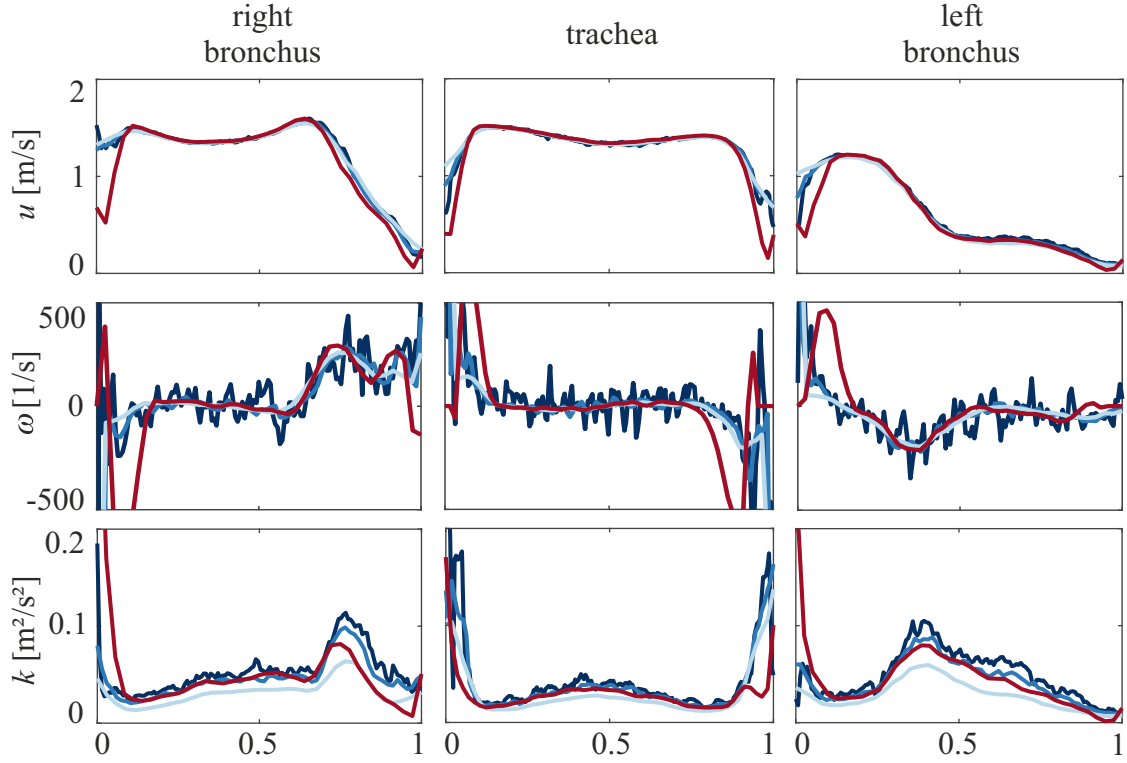 right
bronchus
trachea
left
bronchus
2
1
0
u [m/s]
500
0
-500
ω [1/s]
0.2
0.1
0
k [m²/s²]
0 0.5 1
0 0.5 1
0 0.5 1